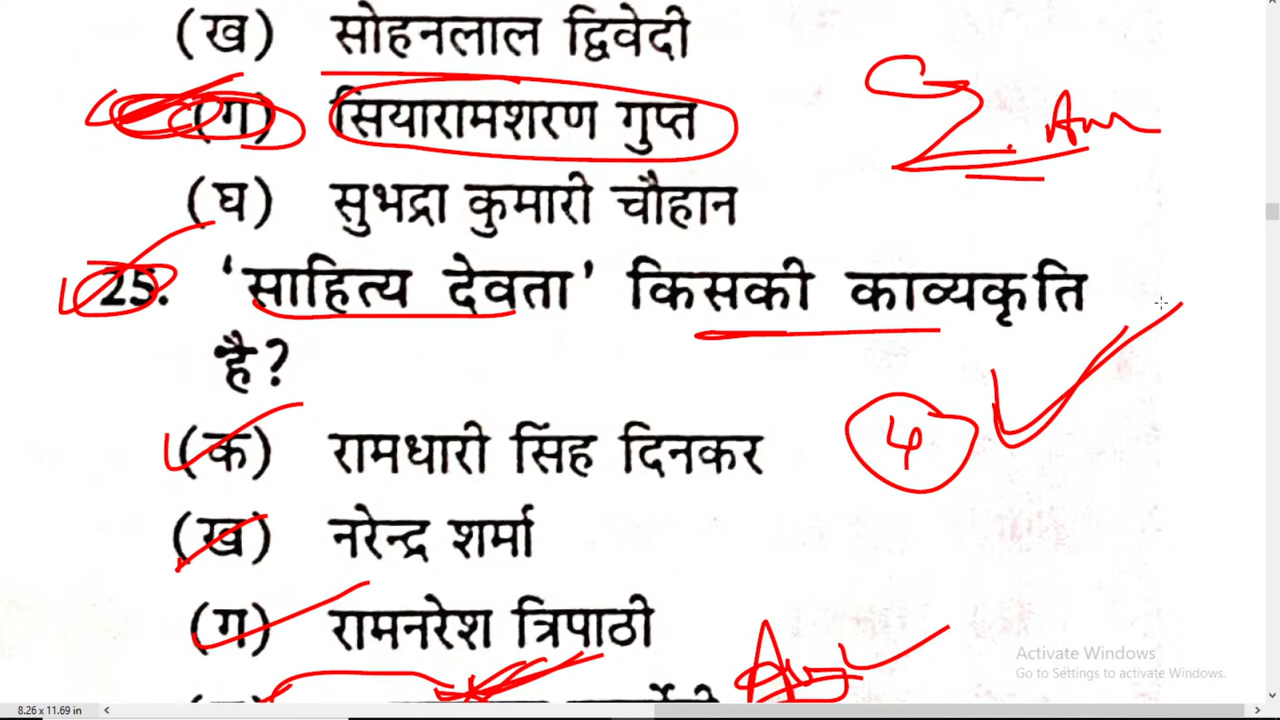 (ख) सोहनलाल द्विवेदी
(ग) सियारामशरण गुप्त
(घ) सुभद्रा कुमारी चौहान
25. ‘साहित्य देवता’ किसकी काव्यकृति
है?
(क) रामधारी सिंह दिनकर
(ख) नरेन्द्र शर्मा
(ग) रामनरेश त्रिपाठी
4
Activate Windows
Go to Settings to activate Windows.
8.26 x 11.69 in